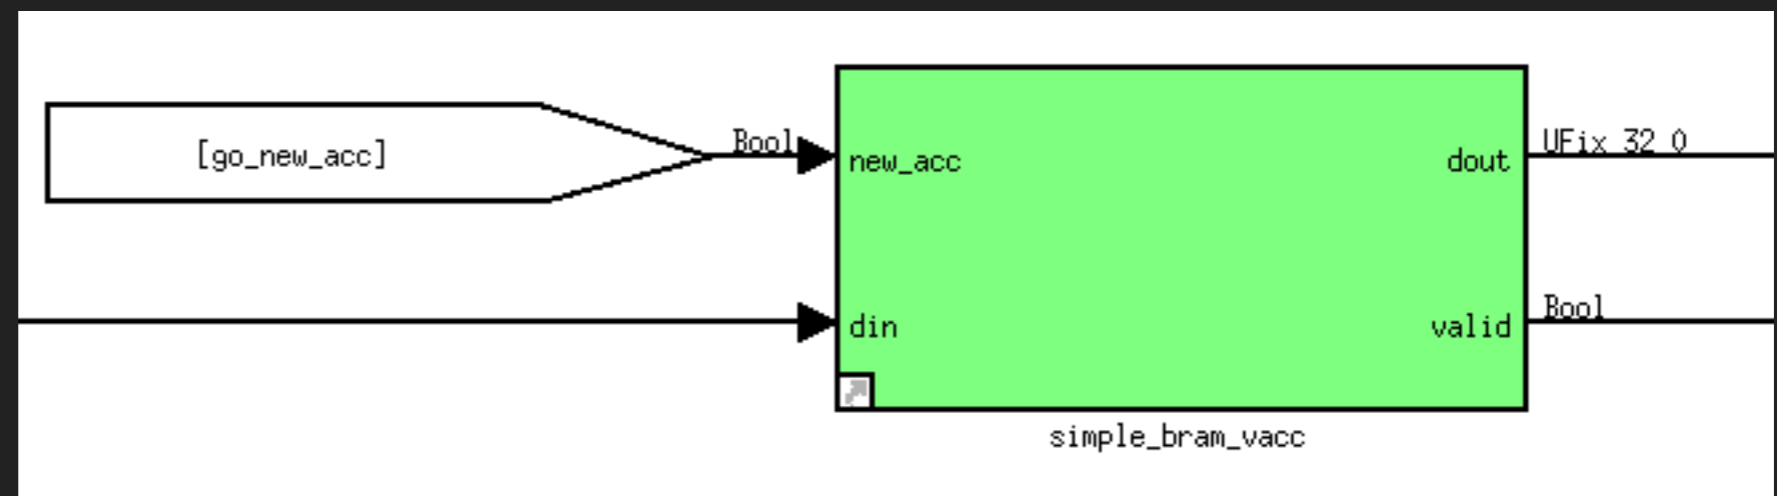 [go_new_acc]
Bool
new_acc
dout
UFix_32_0
din
valid
Bool
simple_bram_vacc